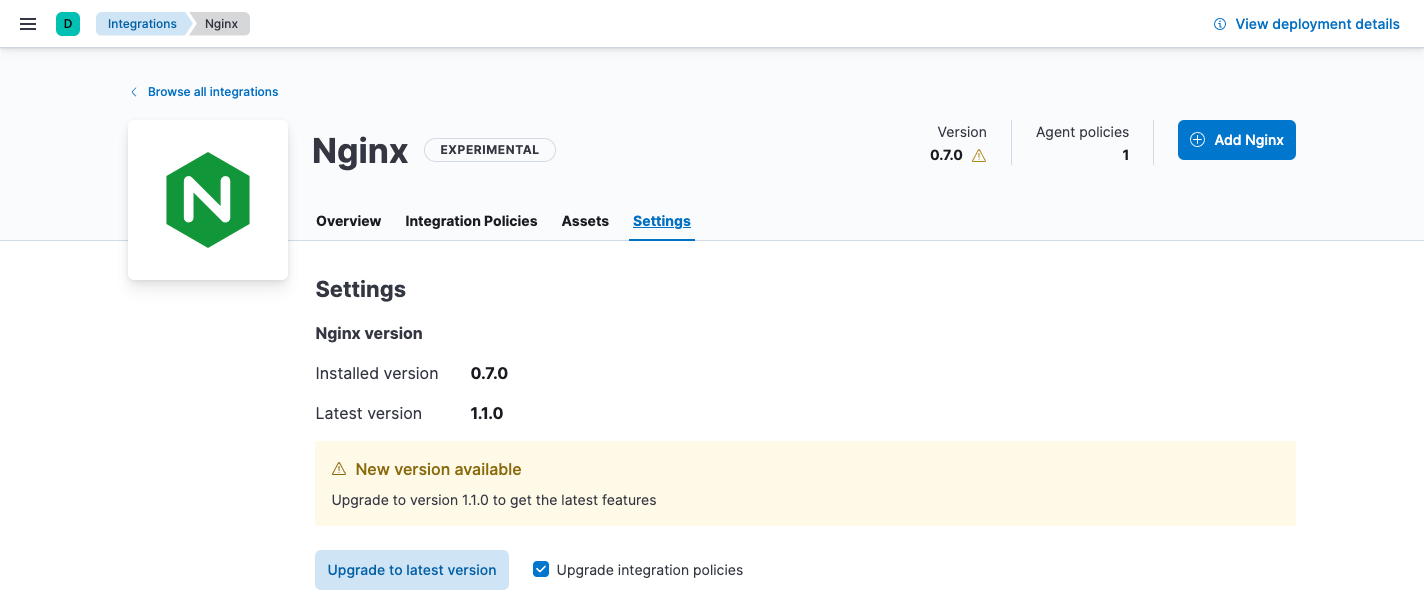 D Integrations Nginx View deployment details
Browse all integrations
N
Nginx EXPERIMENTAL
Version
0.7.0
Agent policies
1
Add Nginx
Overview Integration Policies Assets Settings
Settings
Nginx version
Installed version 0.7.0
Latest version 1.1.0
New version available
Upgrade to version 1.1.0 to get the latest features
Upgrade to latest version Upgrade integration policies